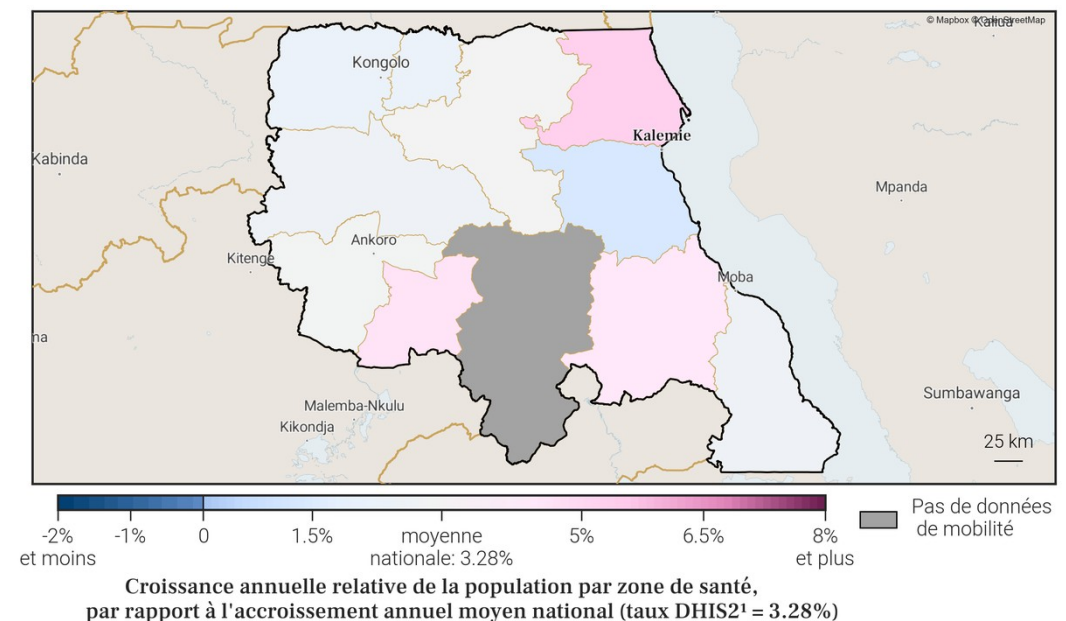 © Mapbox © OpenStreetMap
Kaliua
Kongolo
Kalemie
Kabinda
Mpanda
Ankoro
Kitenge
Moba
na
Malemba-Nkulu
Sumbawanga
Kikondja
25 km
-2%
et moins
-1%
0
1.5%
moyenne
nationale: 3.28%
5%
6.5%
8%
et plus
Pas de données
de mobilité
Croissance annuelle relative de la population par zone de santé,
par rapport à l'accroissement annuel moyen national (taux DHIS2¹ = 3.28%)